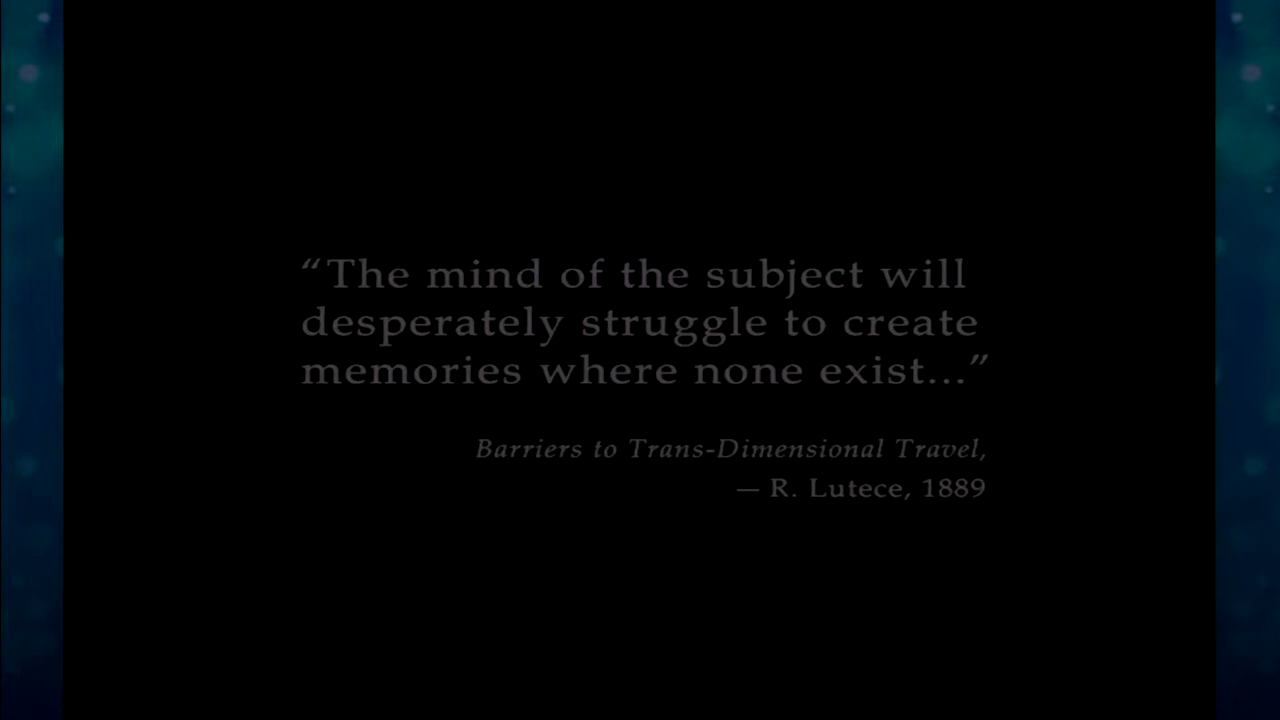 “The mind of the subject will
desperately struggle to create
memories where none exist...”
Barriers to Trans-Dimensional Travel,
— R. Lutece, 1889